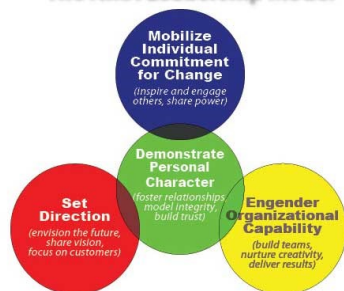 Mobilize
Individual
Commitment
for Change
(inspire and engage
others, share power)
Demonstrate
Personal
Character
(foster relationships,
model integrity,
build trust)
Set
Direction
(envision the future,
share vision,
focus on customers)
Engender
Organizational
Capability
(build teams,
nurture creativity,
deliver results)